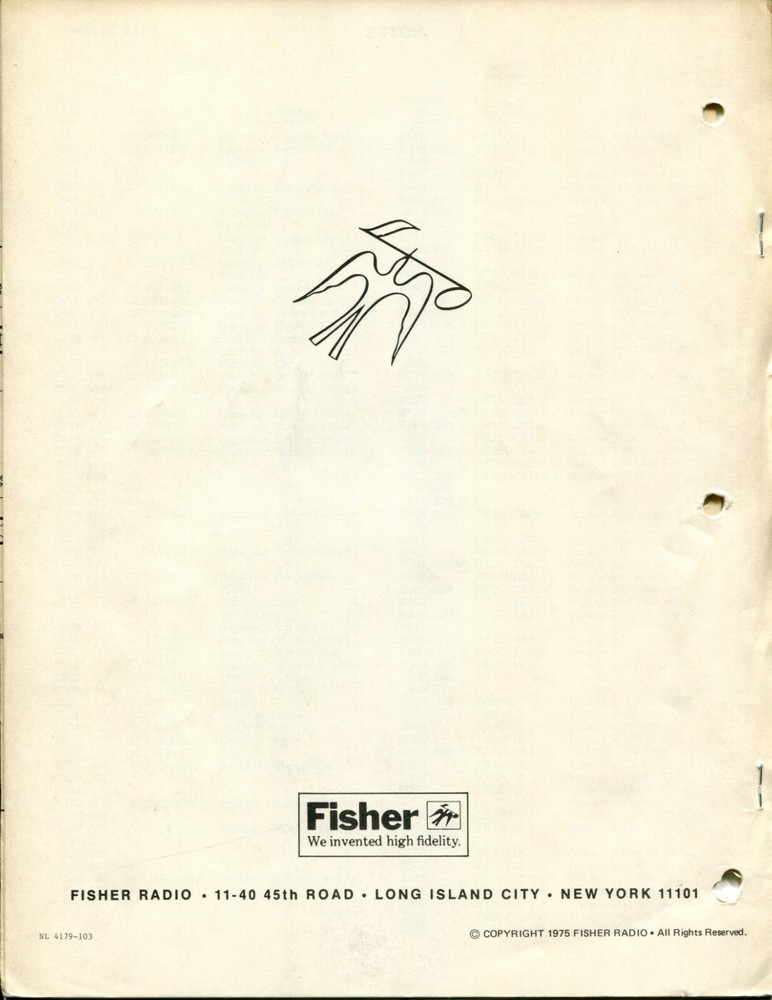 Fisher
We invented high fidelity.
FISHER RADIO • 11-40 45th ROAD • LONG ISLAND CITY • NEW YORK 11101
NL 4179-103
© COPYRIGHT 1975 FISHER RADIO • All Rights Reserved.